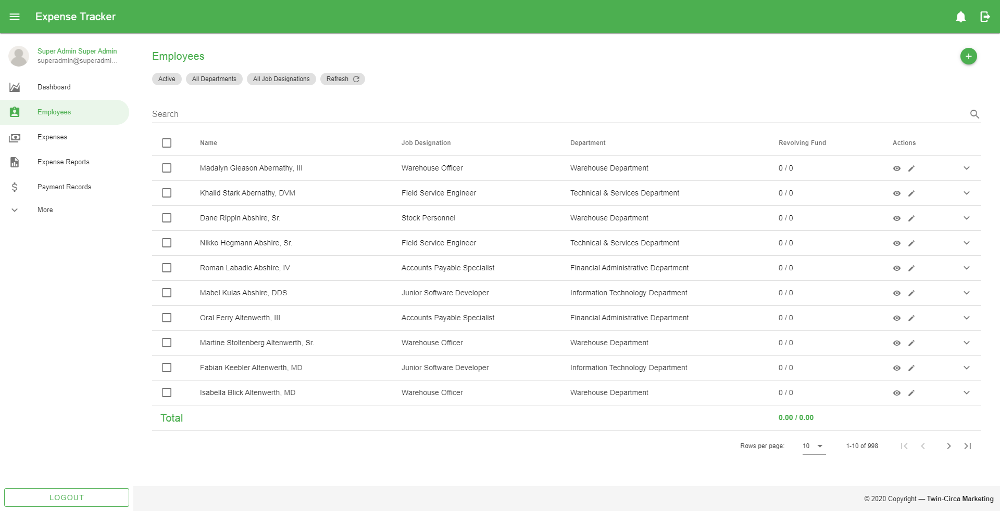 Expense Tracker
Super Admin Super Admin
superadmin@superadmi...
Dashboard
Employees
Expenses
Expense Reports
Payment Records
More
LOGOUT
Employees
Active All Departments All Job Designations Refresh
Search
Name Job Designation Department Revolving Fund Actions
Madalyn Gleason Abernathy, III Warehouse Officer Warehouse Department 0 / 0
Khalid Stark Abernathy, DVM Field Service Engineer Technical & Services Department 0 / 0
Dane Rippin Abshire, Sr. Stock Personnel Warehouse Department 0 / 0
Nikko Hegmann Abshire, Sr. Field Service Engineer Technical & Services Department 0 / 0
Roman Labadie Abshire, IV Accounts Payable Specialist Financial Administrative Department 0 / 0
Mabel Kulas Abshire, DDS Junior Software Developer Information Technology Department 0 / 0
Oral Ferry Altenwerth, III Accounts Payable Specialist Financial Administrative Department 0 / 0
Martine Stoltenberg Altenwerth, Sr. Warehouse Officer Warehouse Department 0 / 0
Fabian Keebler Altenwerth, MD Junior Software Developer Information Technology Department 0 / 0
Isabella Blick Altenwerth, MD Warehouse Officer Warehouse Department 0 / 0
Total 0.00 / 0.00
Rows per page: 10 1-10 of 998
© 2020 Copyright — Twin-Circa Marketing